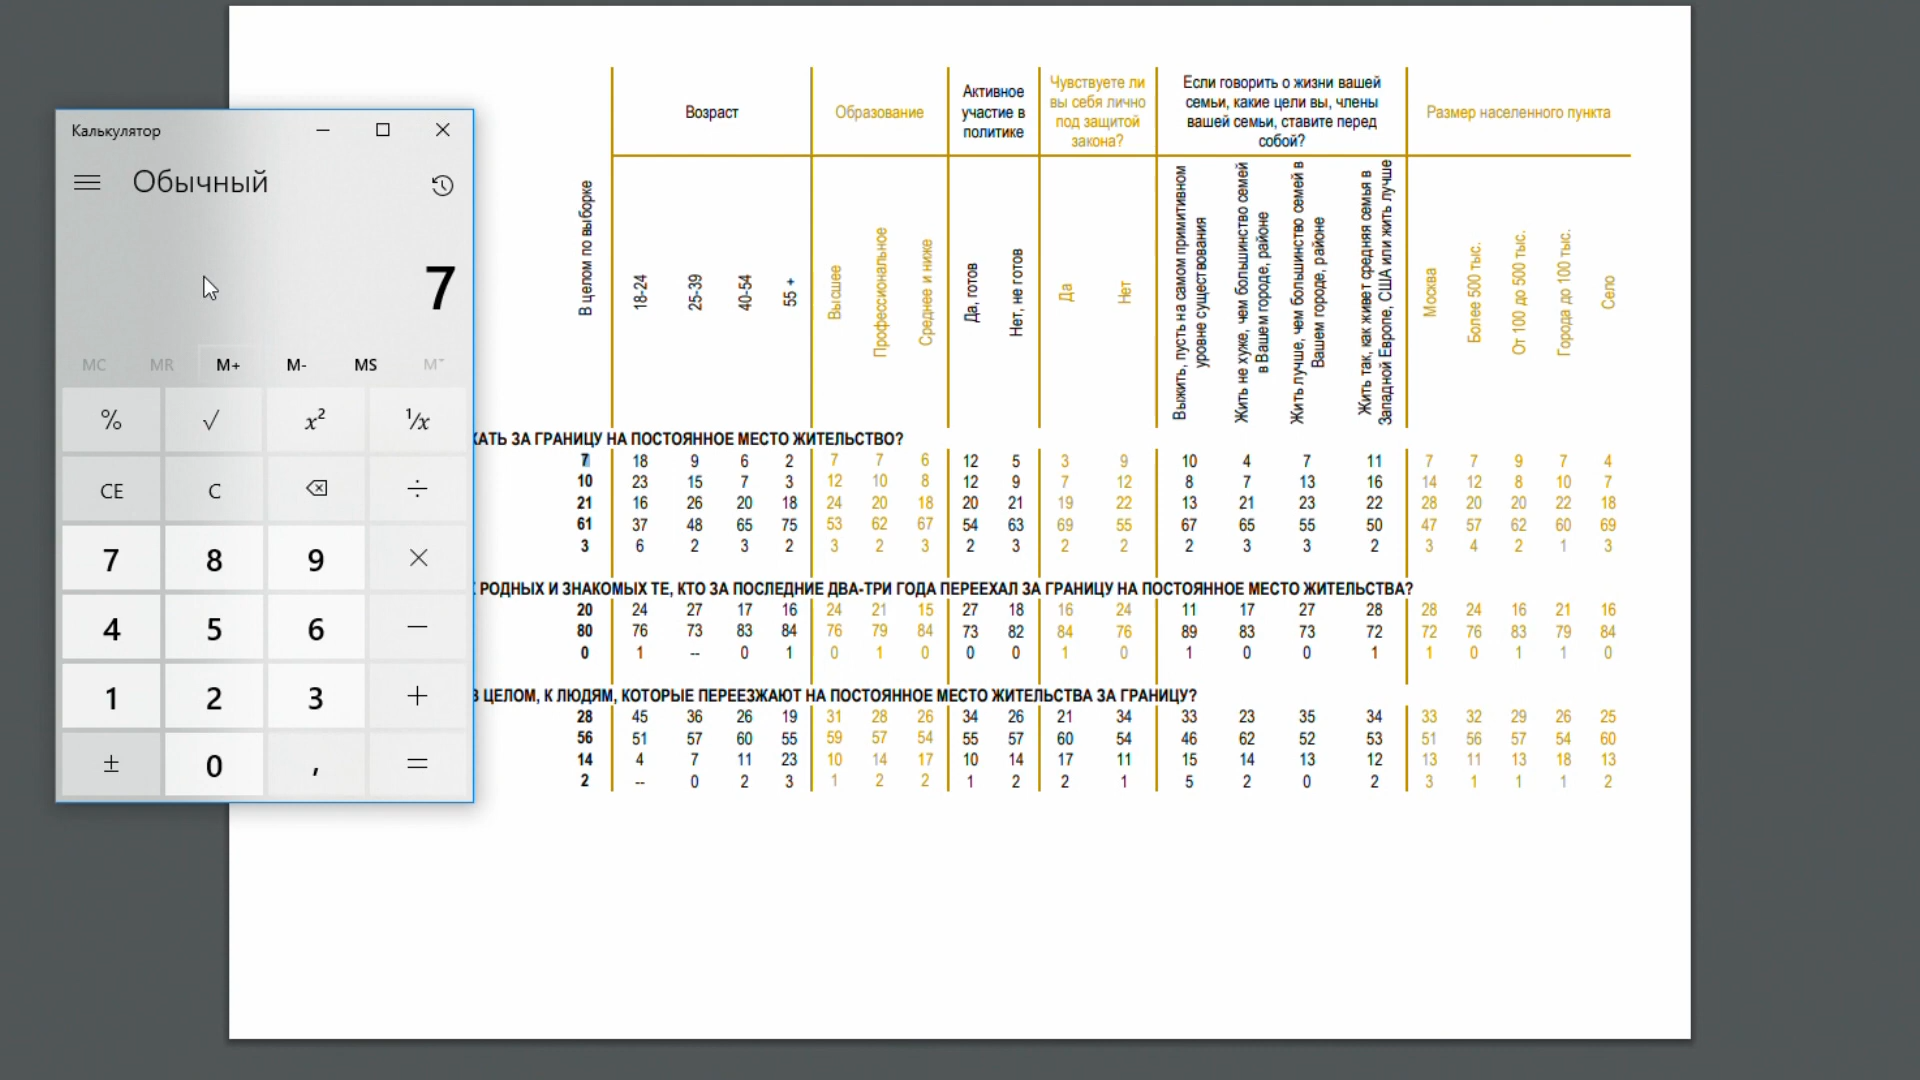 Калькулятор
Обычный
7
MC MR M+ M- MS M˅
% √ x² ¹/x
CE C ⌫ ÷
7 8 9 ×
4 5 6 −
1 2 3 +
± 0 , =
Возраст
Образование
Активное
участие в
политике
Чувствуете ли
вы себя лично
под защитой
закона?
Если говорить о жизни вашей
семьи, какие цели вы, члены
вашей семьи, ставите перед
собой?
Размер населенного пункта
В целом по выборке
18-24
25-39
40-54
55 +
Высшее
Профессиональное
Среднее и ниже
Да, готов
Нет, не готов
Да
Нет
Выжить, пусть на самом примитивном
уровне существования
Жить не хуже, чем большинство семей
в Вашем городе, районе
Жить лучше, чем большинство семей в
Вашем городе, районе
Жить так, как живет средняя семья в
Западной Европе, США или жить лучше
Москва
Более 500 тыс.
От 100 до 500 тыс.
Города до 100 тыс.
Село
ХАТЬ ЗА ГРАНИЦУ НА ПОСТОЯННОЕ МЕСТО ЖИТЕЛЬСТВО?
7 18 9 6 2 7 7 6 12 5 3 9 10 4 7 11 7 7 9 7 4
10 23 15 7 3 12 10 8 12 9 7 12 8 7 13 16 14 12 8 10 7
21 16 26 20 18 24 20 18 20 21 19 22 13 21 23 22 28 20 20 22 18
61 37 48 65 75 53 62 67 54 63 69 55 67 65 55 50 47 57 62 60 69
3 6 2 3 2 3 2 3 2 3 2 2 2 3 3 2 3 4 2 1 3
РОДНЫХ И ЗНАКОМЫХ ТЕ, КТО ЗА ПОСЛЕДНИЕ ДВА-ТРИ ГОДА ПЕРЕЕХАЛ ЗА ГРАНИЦУ НА ПОСТОЯННОЕ МЕСТО ЖИТЕЛЬСТВА?
20 24 27 17 16 24 21 15 27 18 16 24 11 17 27 28 28 24 16 21 16
80 76 73 83 84 76 79 84 73 82 84 76 89 83 73 72 72 76 83 79 84
0 1 -- 0 1 0 1 0 0 0 1 0 1 0 0 1 1 0 1 1 0
В ЦЕЛОМ, К ЛЮДЯМ, КОТОРЫЕ ПЕРЕЕЗЖАЮТ НА ПОСТОЯННОЕ МЕСТО ЖИТЕЛЬСТВА ЗА ГРАНИЦУ?
28 45 36 26 19 31 28 26 34 26 21 34 33 23 35 34 33 32 29 26 25
56 51 57 60 55 59 57 54 55 57 60 54 46 62 52 53 51 56 57 54 60
14 4 7 11 23 10 14 17 10 14 17 11 15 14 13 12 13 11 13 18 13
2 -- 0 2 3 1 2 2 1 2 2 1 5 2 0 2 3 1 1 1 2